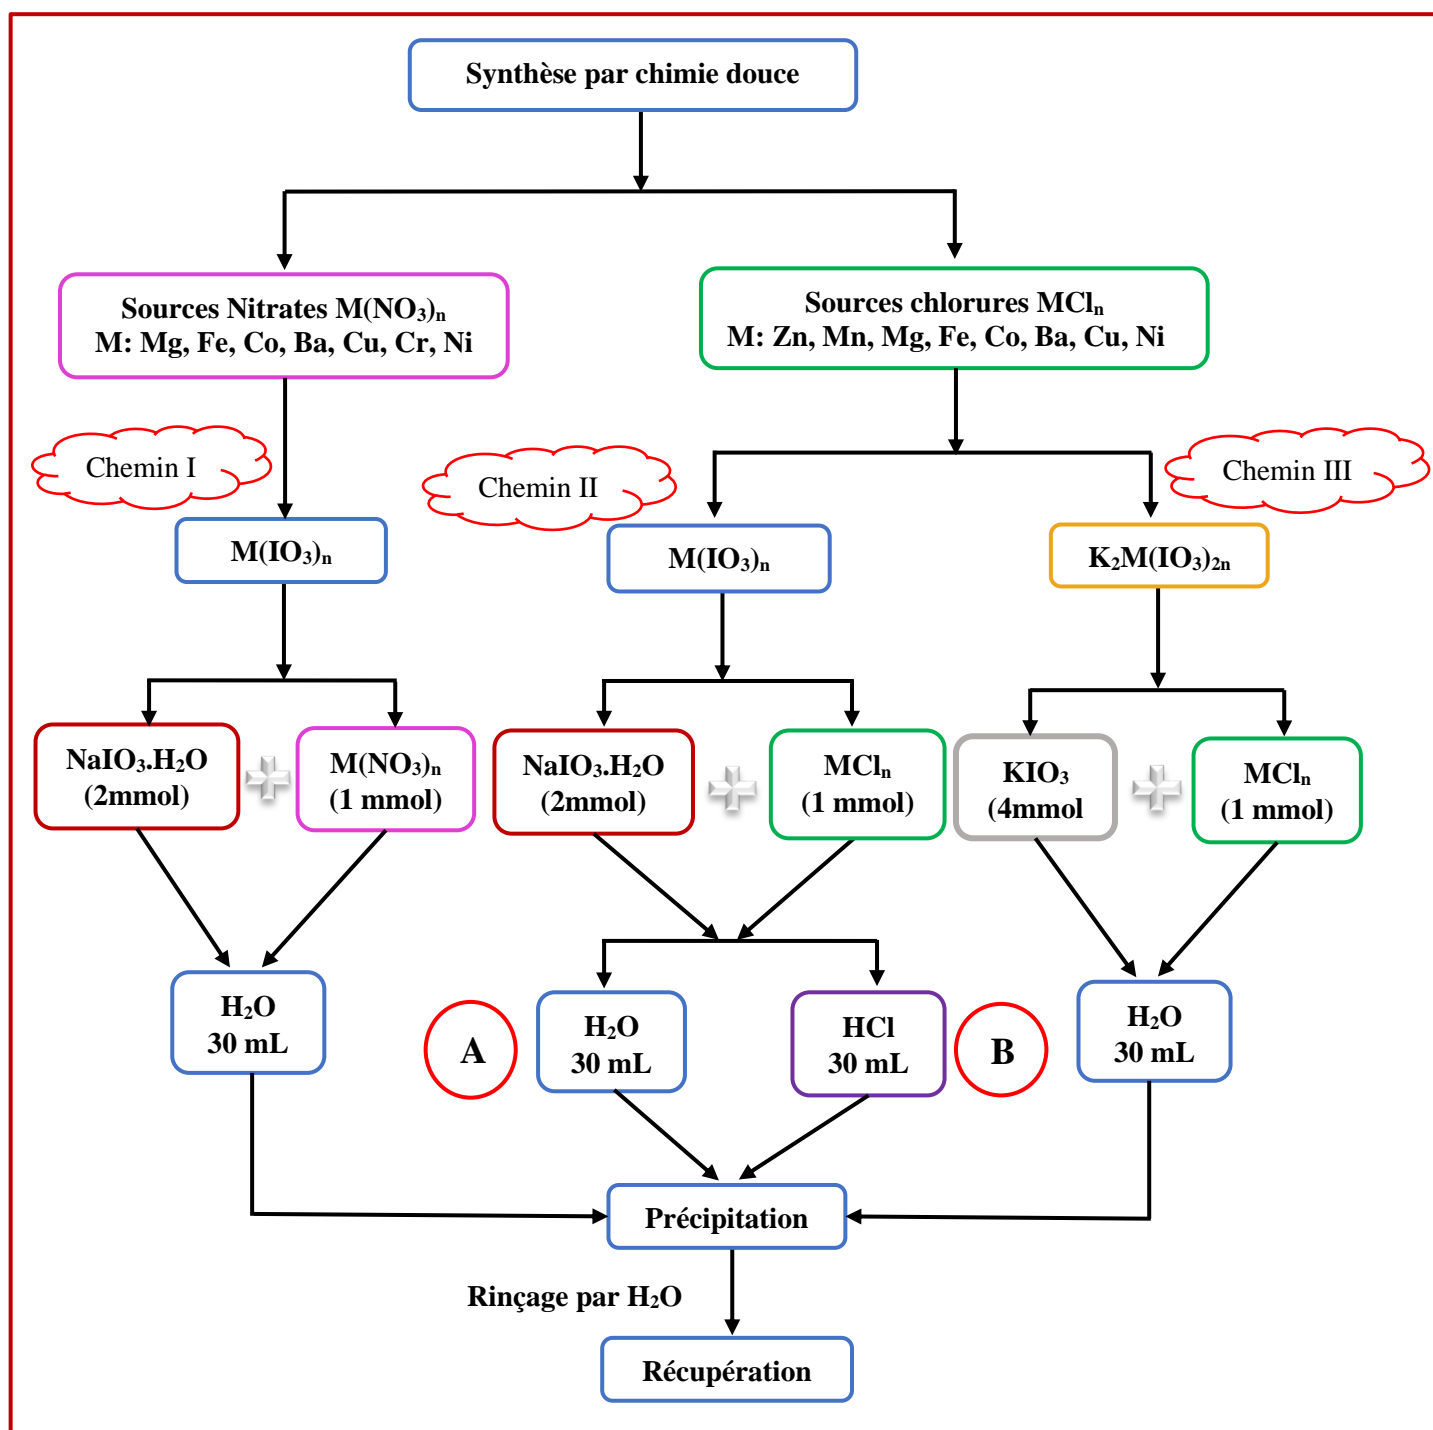 Synthèse par chimie douce
Sources Nitrates M(NO₃)ₙ
M: Mg, Fe, Co, Ba, Cu, Cr, Ni
Sources chlorures MClₙ
M: Zn, Mn, Mg, Fe, Co, Ba, Cu, Ni
Chemin I
Chemin II
Chemin III
M(IO₃)ₙ
M(IO₃)ₙ
K₂M(IO₃)₂ₙ
NaIO₃.H₂O
(2mmol)
M(NO₃)ₙ
(1 mmol)
NaIO₃.H₂O
(2mmol)
MClₙ
(1 mmol)
KIO₃
(4mmol
MClₙ
(1 mmol)
H₂O
30 mL
A
H₂O
30 mL
HCl
30 mL
B
H₂O
30 mL
Précipitation
Rinçage par H₂O
Récupération